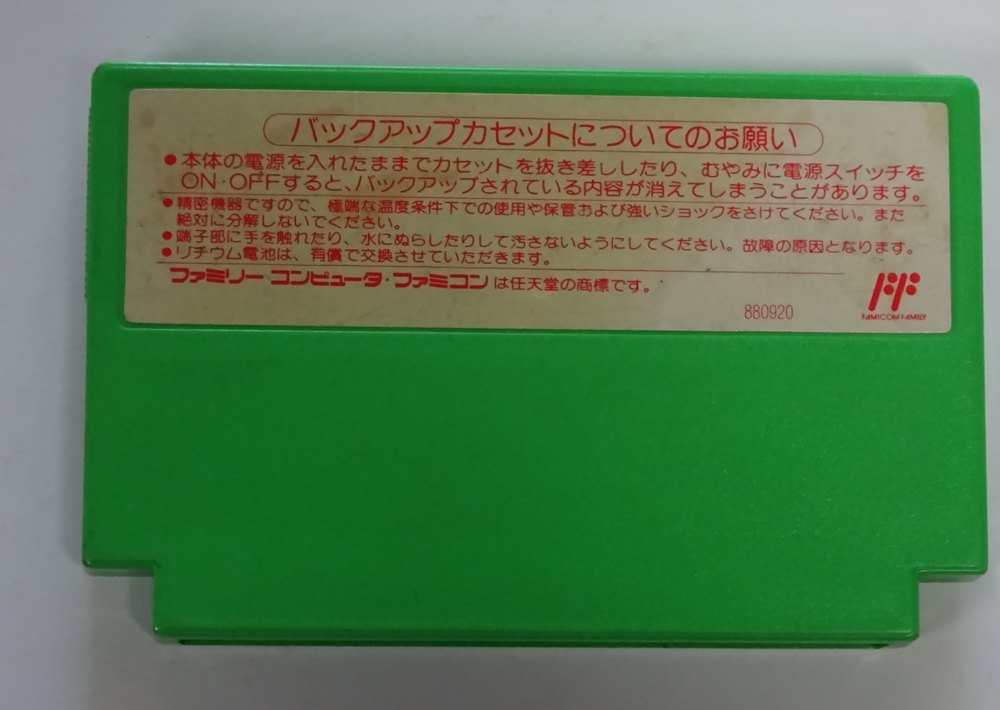 バックアップカセットについてのお願い
●本体の電源を入れたままでカセットを抜き差ししたり、むやみに電源スイッチを
ON・OFFすると、バックアップされている内容が消えてしまうことがあります。
●精密機器ですので、極端な温度条件下での使用や保管および強いショックをさけてください。また
絶対に分解しないでください。
●端子部に手を触れたり、水にぬらしたりして汚さないようにしてください。故障の原因となります。
●リチウム電池は、有償で交換させていただきます。
ファミリーコンピュータ・ファミコンは任天堂の商標です。
880920
FAMICOM FAMILY